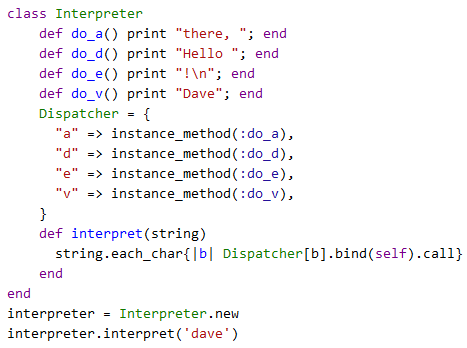 class Interpreter
    def do_a() print "there, "; end
    def do_d() print "Hello "; end
    def do_e() print "!\n"; end
    def do_v() print "Dave"; end
    Dispatcher = {
      "a" => instance_method(:do_a),
      "d" => instance_method(:do_d),
      "e" => instance_method(:do_e),
      "v" => instance_method(:do_v),
    }
    def interpret(string)
      string.each_char{|b| Dispatcher[b].bind(self).call}
    end
end
interpreter = Interpreter.new
interpreter.interpret('dave')